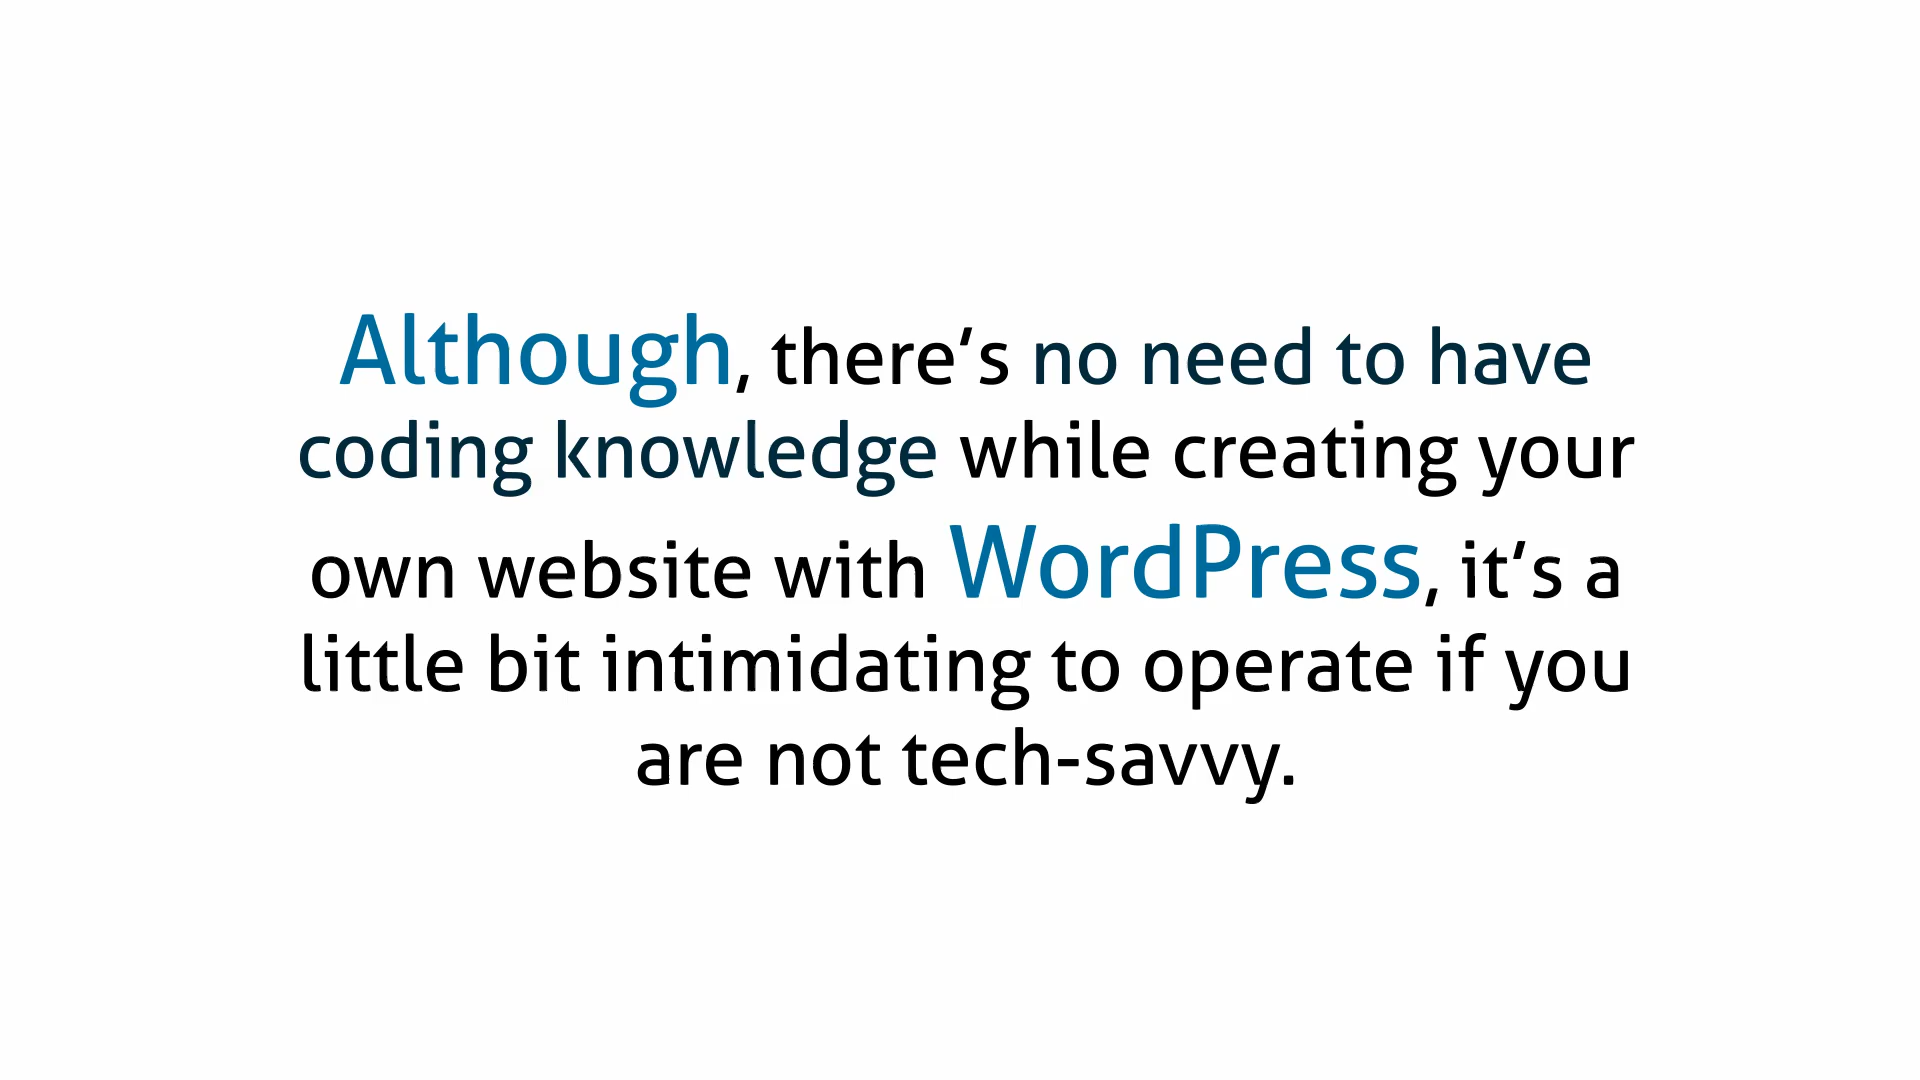 Although, there’s no need to have
coding knowledge while creating your
own website with WordPress, it’s a
little bit intimidating to operate if you
are not tech-savvy.